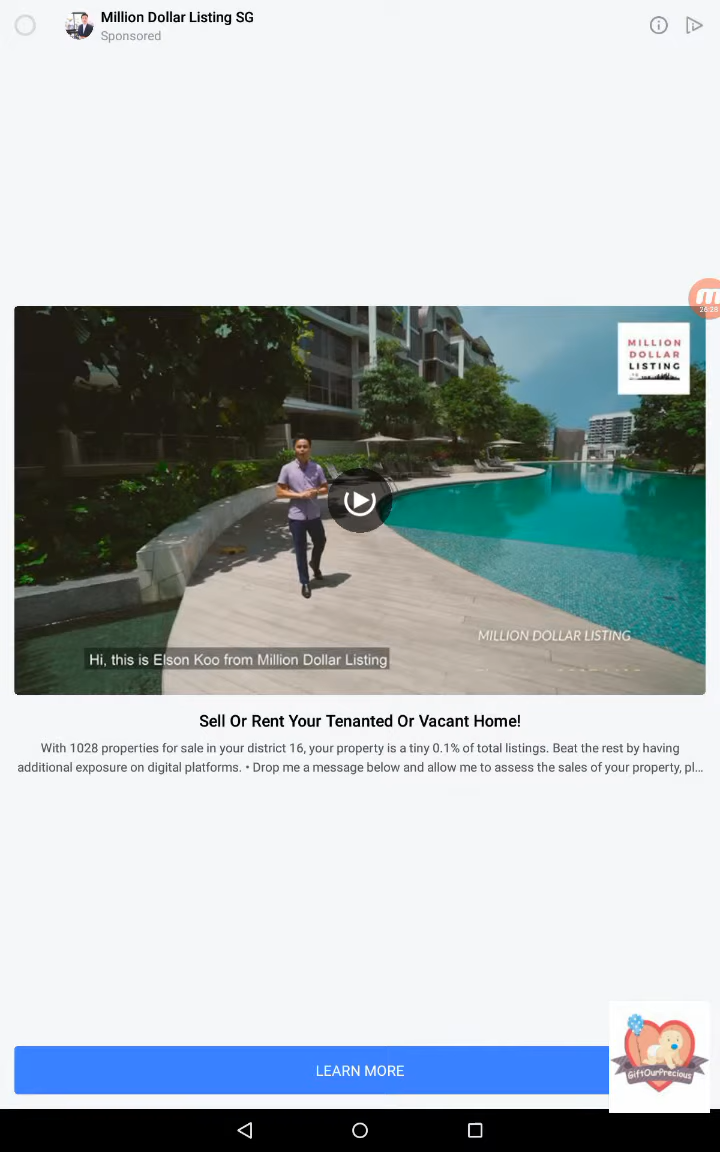 Million Dollar Listing SG
Sponsored
26:28
MILLION
DOLLAR
LISTING
MILLION DOLLAR LISTING
Hi, this is Elson Koo from Million Dollar Listing
Sell Or Rent Your Tenanted Or Vacant Home!
With 1028 properties for sale in your district 16, your property is a tiny 0.1% of total listings. Beat the rest by having
additional exposure on digital platforms. • Drop me a message below and allow me to assess the sales of your property, pl...
LEARN MORE
GiftOurPrecious